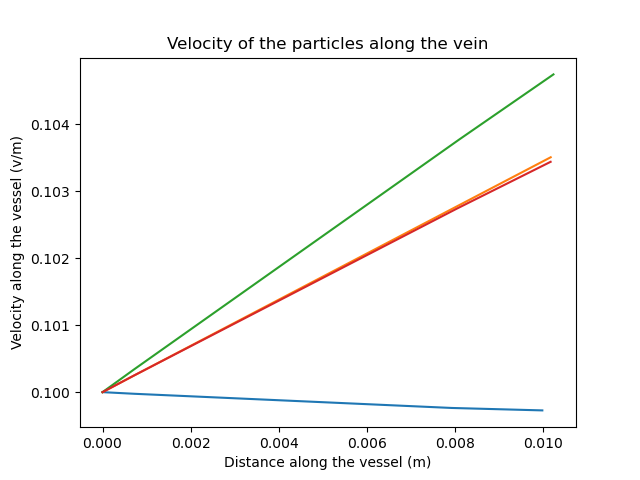 Velocity of the particles along the vein
Velocity along the vessel (v/m)
0.104
0.103
0.102
0.101
0.100
0.000 0.002 0.004 0.006 0.008 0.010
Distance along the vessel (m)